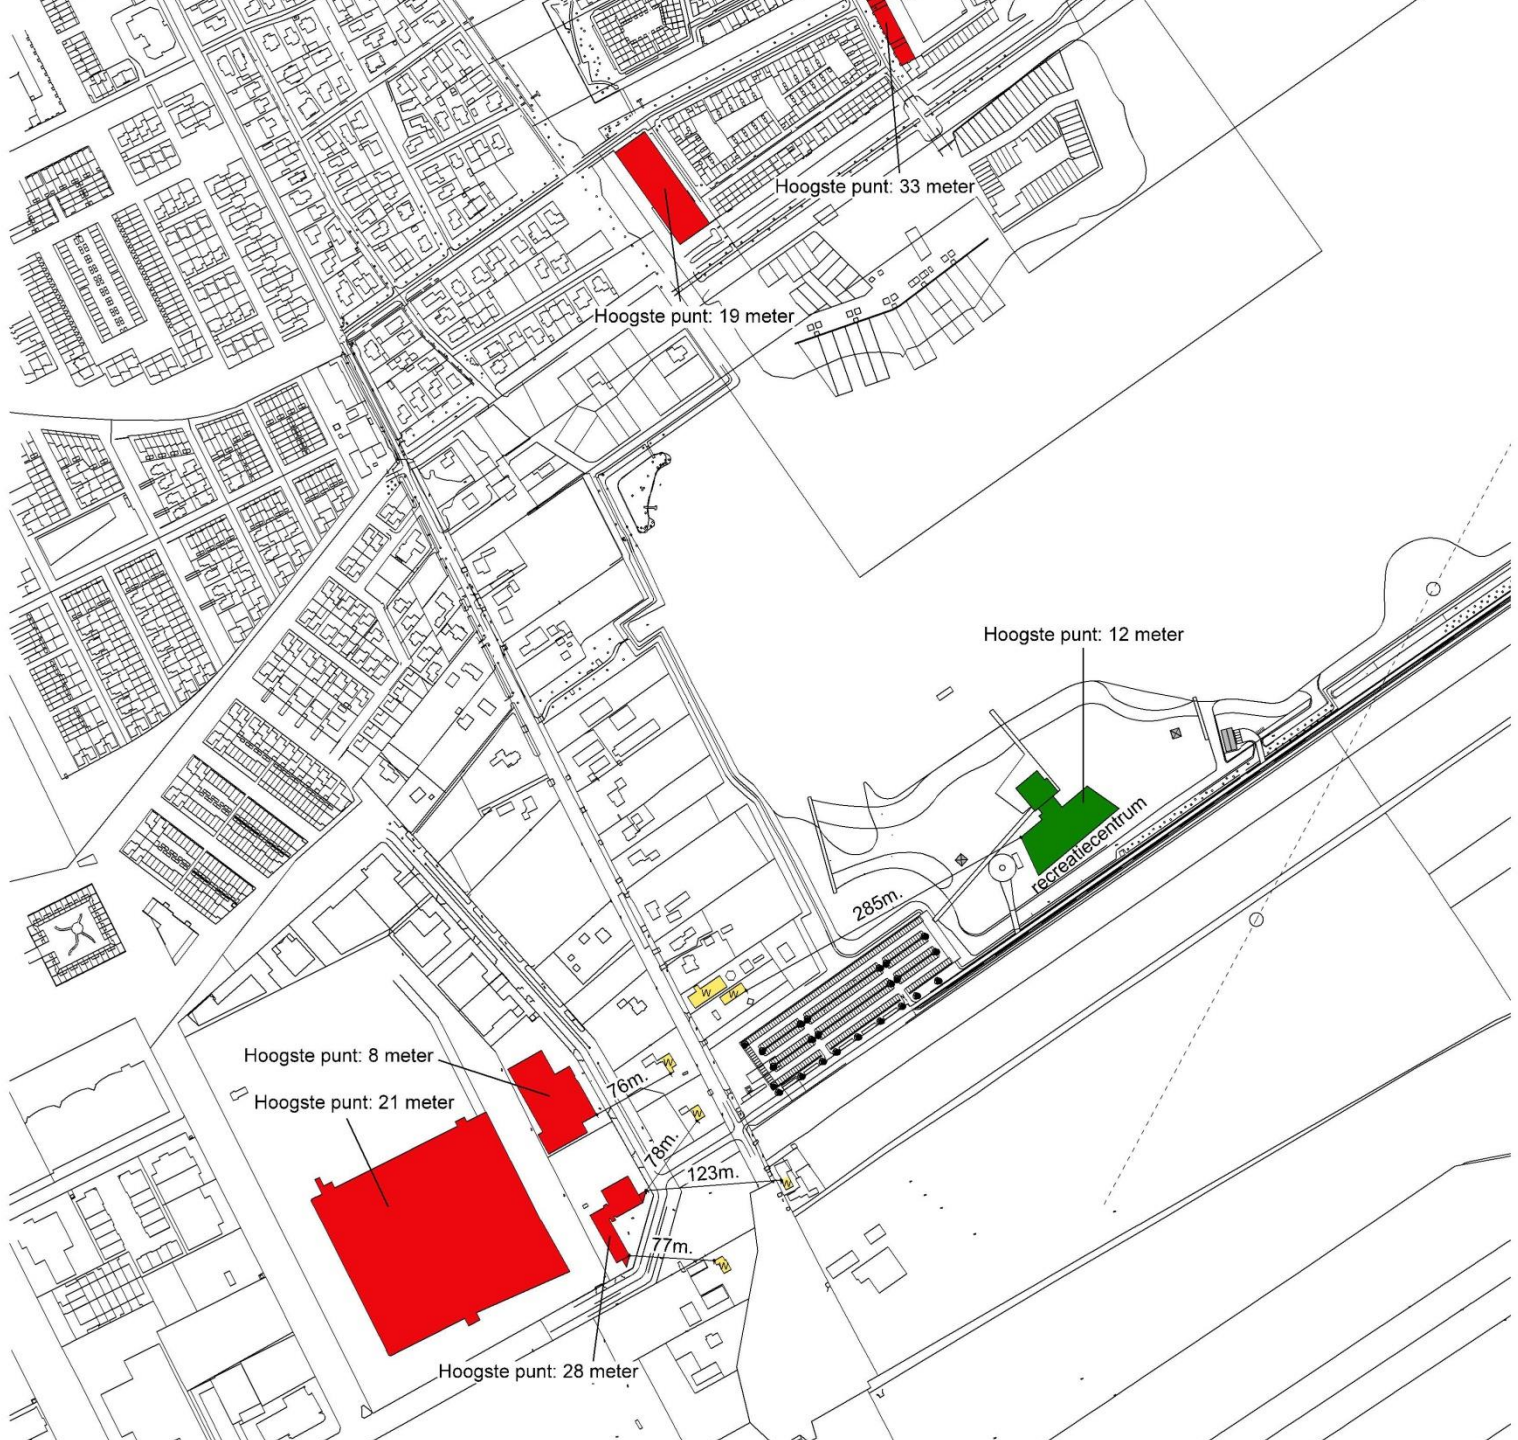 Hoogste punt: 33 meter
Hoogste punt: 19 meter
Hoogste punt: 12 meter
recreatiecentrum
285m.
W
W
Hoogste punt: 8 meter
W
76m.
Hoogste punt: 21 meter
W
78m.
123m.
W
77m.
W
Hoogste punt: 28 meter